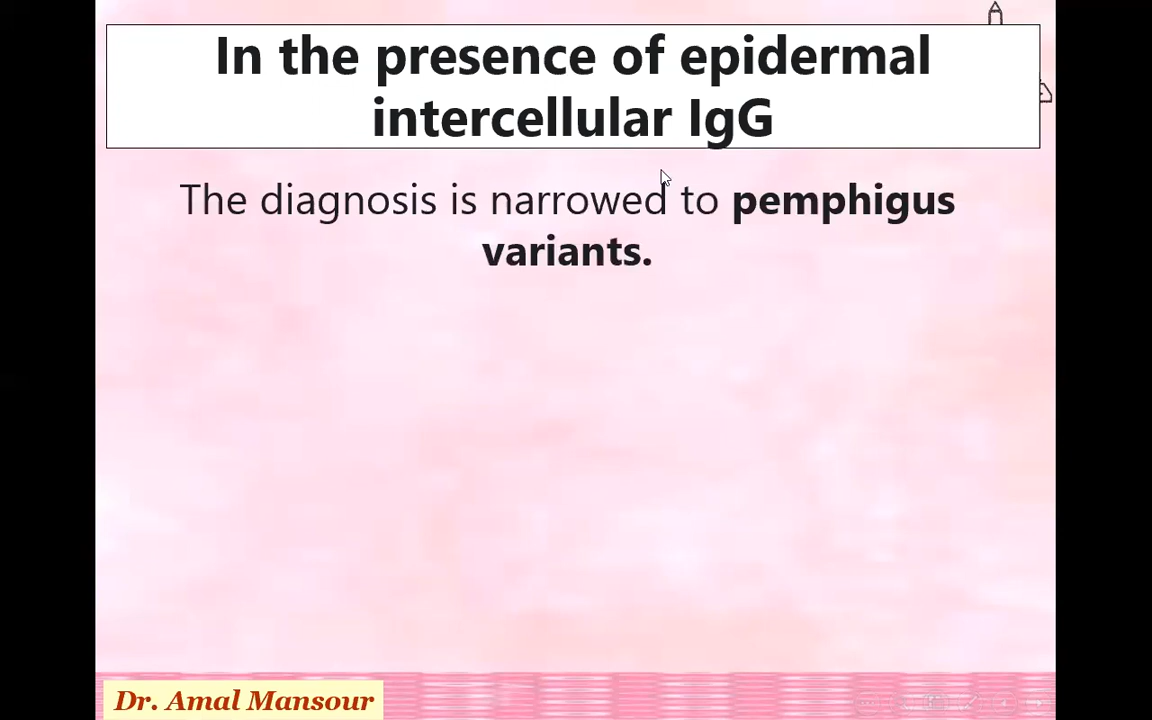 In the presence of epidermal
intercellular IgG
The diagnosis is narrowed to pemphigus
variants.
Dr. Amal Mansour